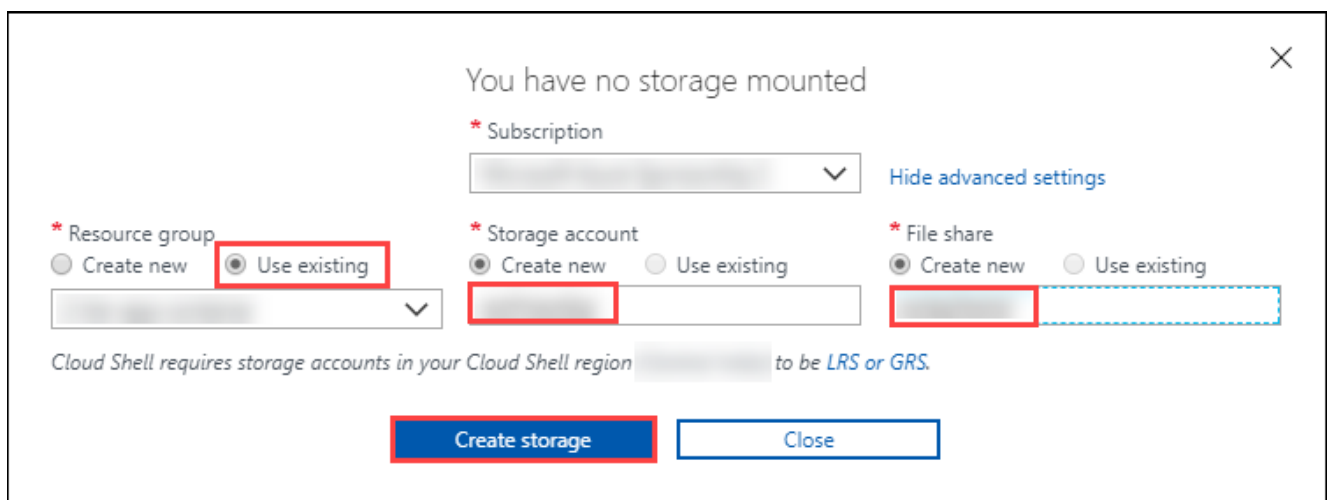 You have no storage mounted
* Subscription
Hide advanced settings
* Resource group
Create new Use existing
* Storage account
Create new Use existing
* File share
Create new Use existing
Cloud Shell requires storage accounts in your Cloud Shell region to be LRS or GRS.
Create storage
Close